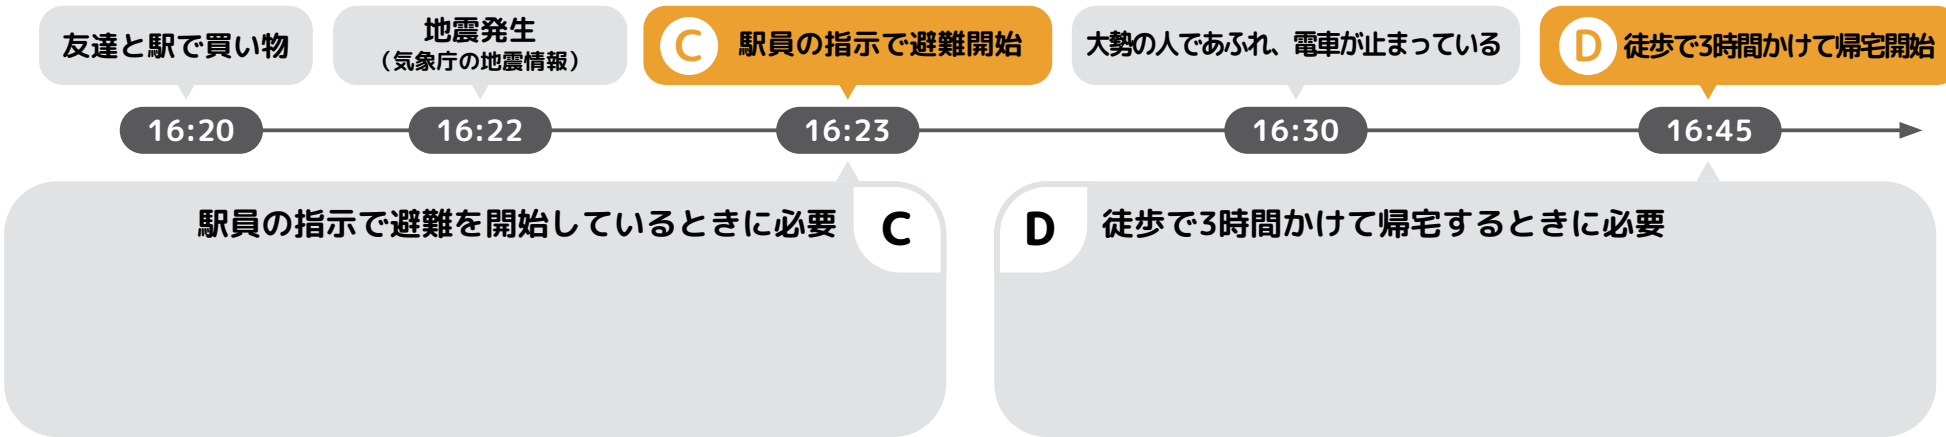 友達と駅で買い物
地震発生
（気象庁の地震情報）
C 駅員の指示で避難開始
大勢の人であふれ、電車が止まっている
D 徒歩で3時間かけて帰宅開始
16:20
16:22
16:23
16:30
16:45
駅員の指示で避難を開始しているときに必要 C
D 徒歩で3時間かけて帰宅するときに必要